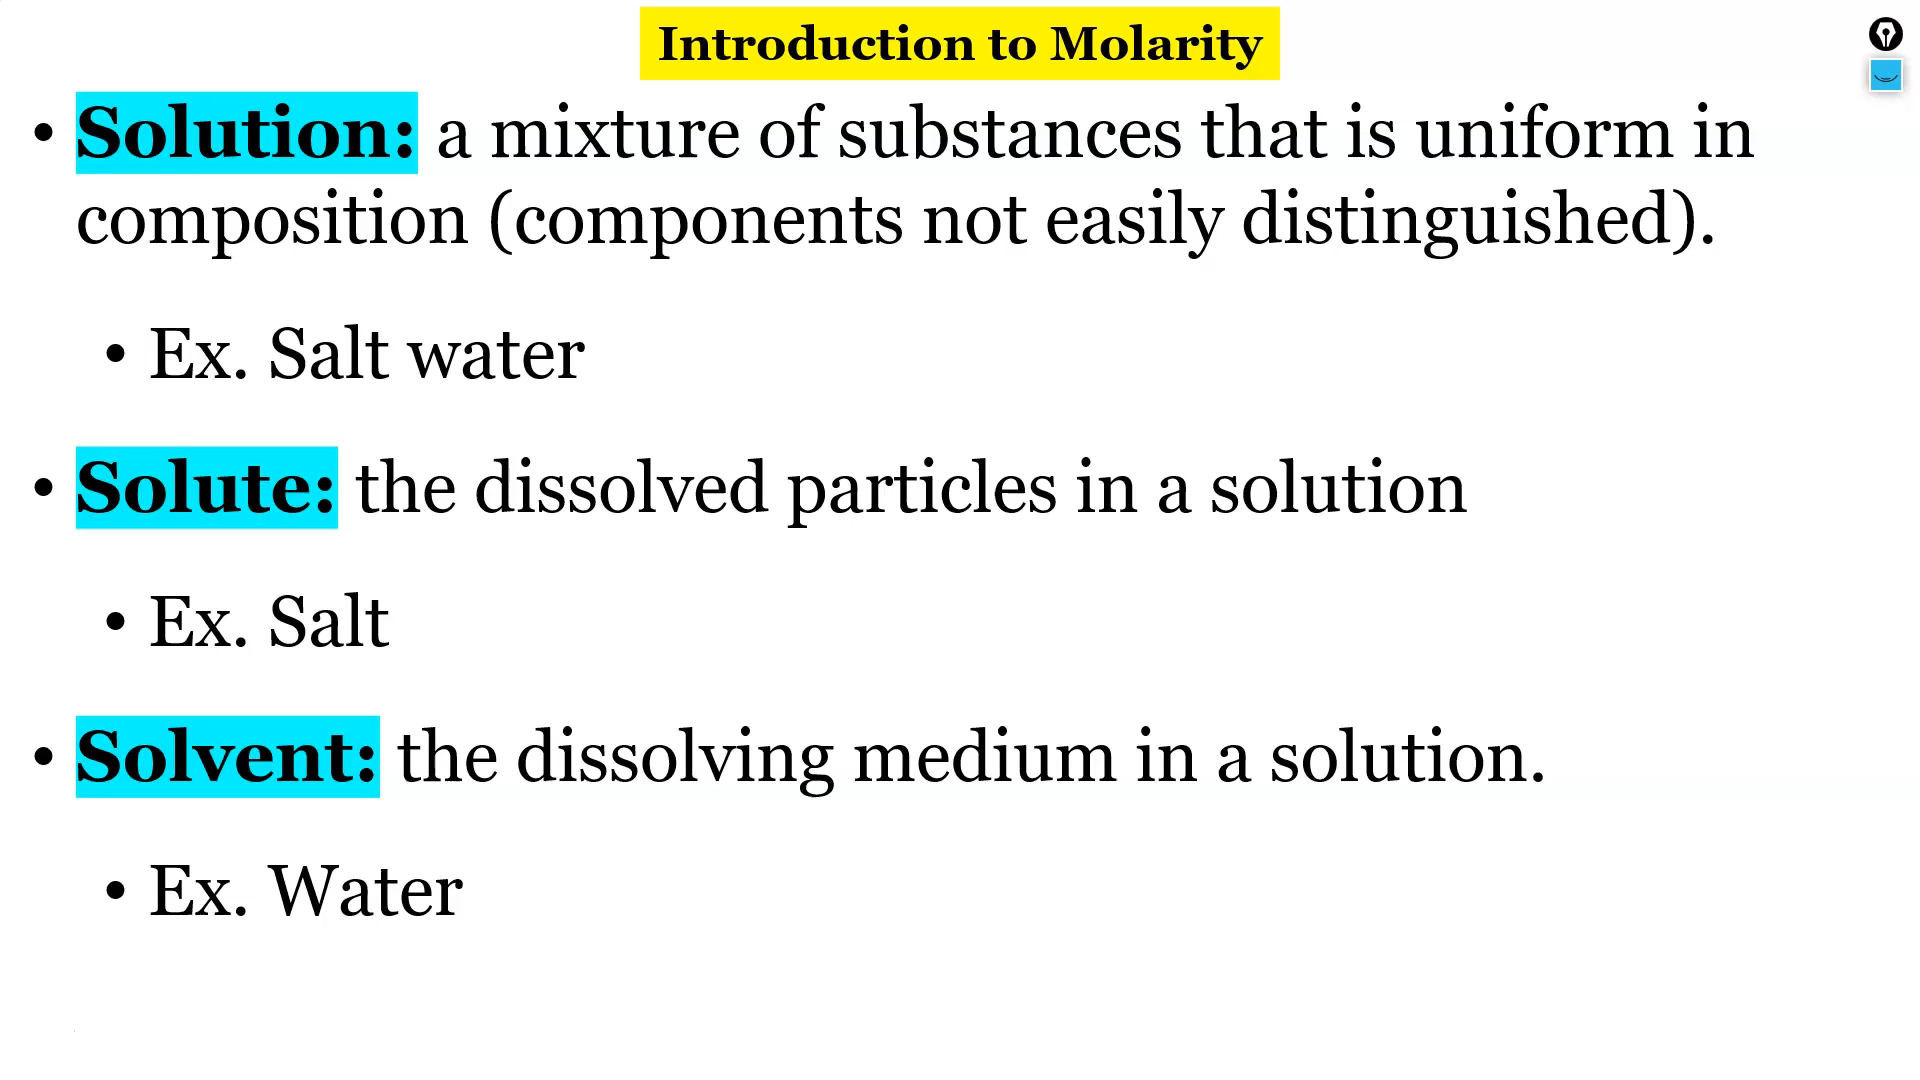 Introduction to Molarity
• Solution: a mixture of substances that is uniform in
composition (components not easily distinguished).
• Ex. Salt water
• Solute: the dissolved particles in a solution
• Ex. Salt
• Solvent: the dissolving medium in a solution.
• Ex. Water